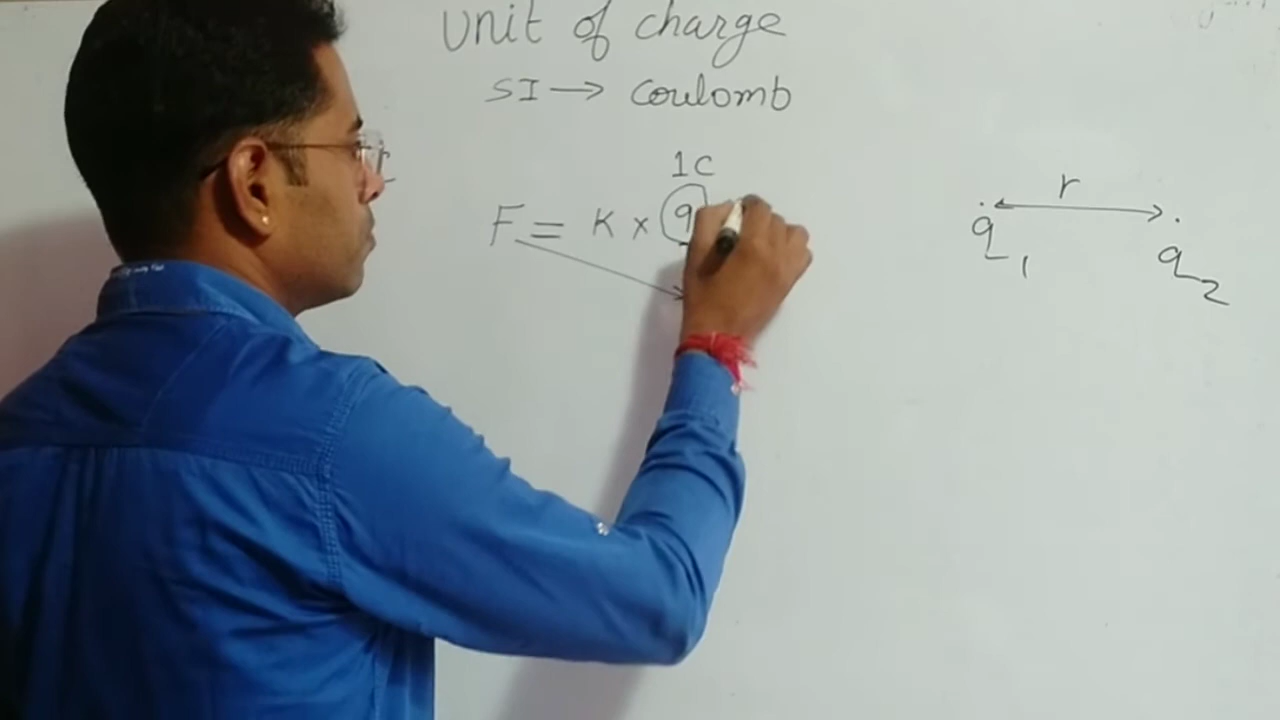 Unit of charge
SI → Coulomb
1C
F = K × q
r
q1
q2